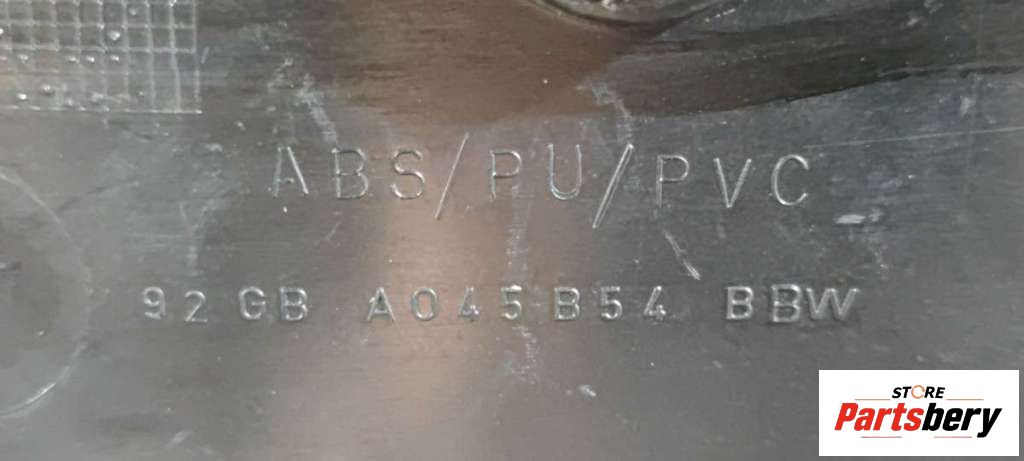 ABS/PU/PVC
92GB A045B54 BBW
STORE
Partsbery